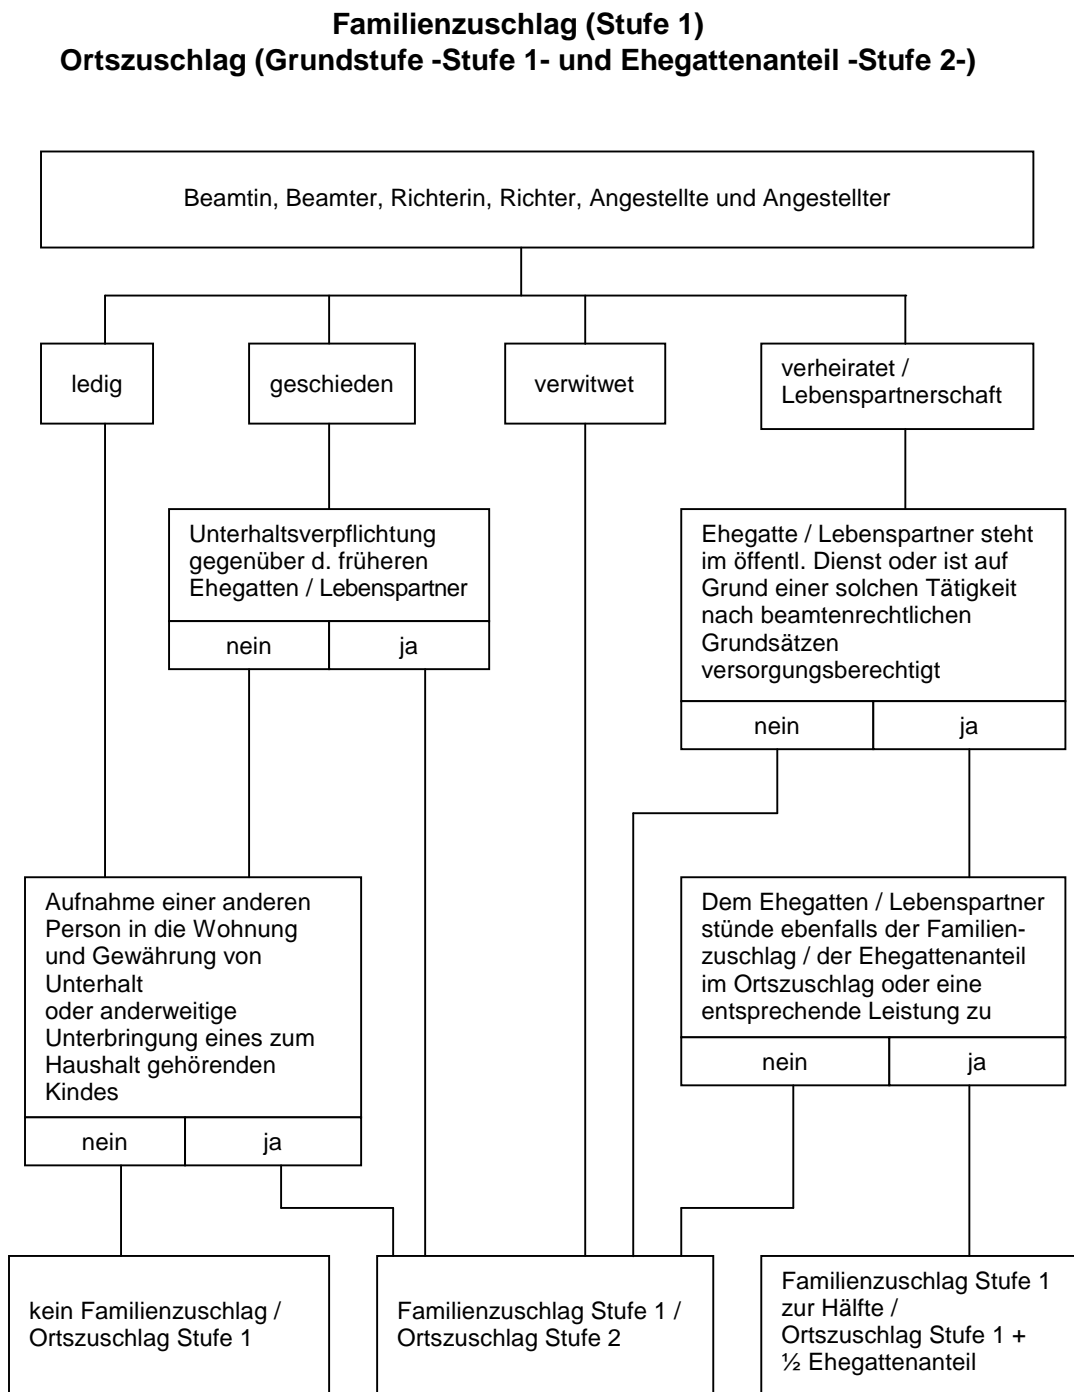 Familienzuschlag (Stufe 1)
Ortszuschlag (Grundstufe -Stufe 1- und Ehegattenanteil -Stufe 2-)
Beamtin, Beamter, Richterin, Richter, Angestellte und Angestellter
ledig
geschieden
verwitwet
verheiratet /
Lebenspartnerschaft
Unterhaltsverpflichtung
gegenüber d. früheren
Ehegatten / Lebenspartner
nein
ja
Ehegatte / Lebenspartner steht
im öffentl. Dienst oder ist auf
Grund einer solchen Tätigkeit
nach beamtenrechtlichen
Grundsätzen
versorgungsberechtigt
nein
ja
Aufnahme einer anderen
Person in die Wohnung
und Gewährung von
Unterhalt
oder anderweitige
Unterbringung eines zum
Haushalt gehörenden
Kindes
nein
ja
Dem Ehegatten / Lebenspartner
stünde ebenfalls der Familien-
zuschlag / der Ehegattenanteil
im Ortszuschlag oder eine
entsprechende Leistung zu
nein
ja
kein Familienzuschlag /
Ortszuschlag Stufe 1
Familienzuschlag Stufe 1 /
Ortszuschlag Stufe 2
Familienzuschlag Stufe 1
zur Hälfte /
Ortszuschlag Stufe 1 +
½ Ehegattenanteil